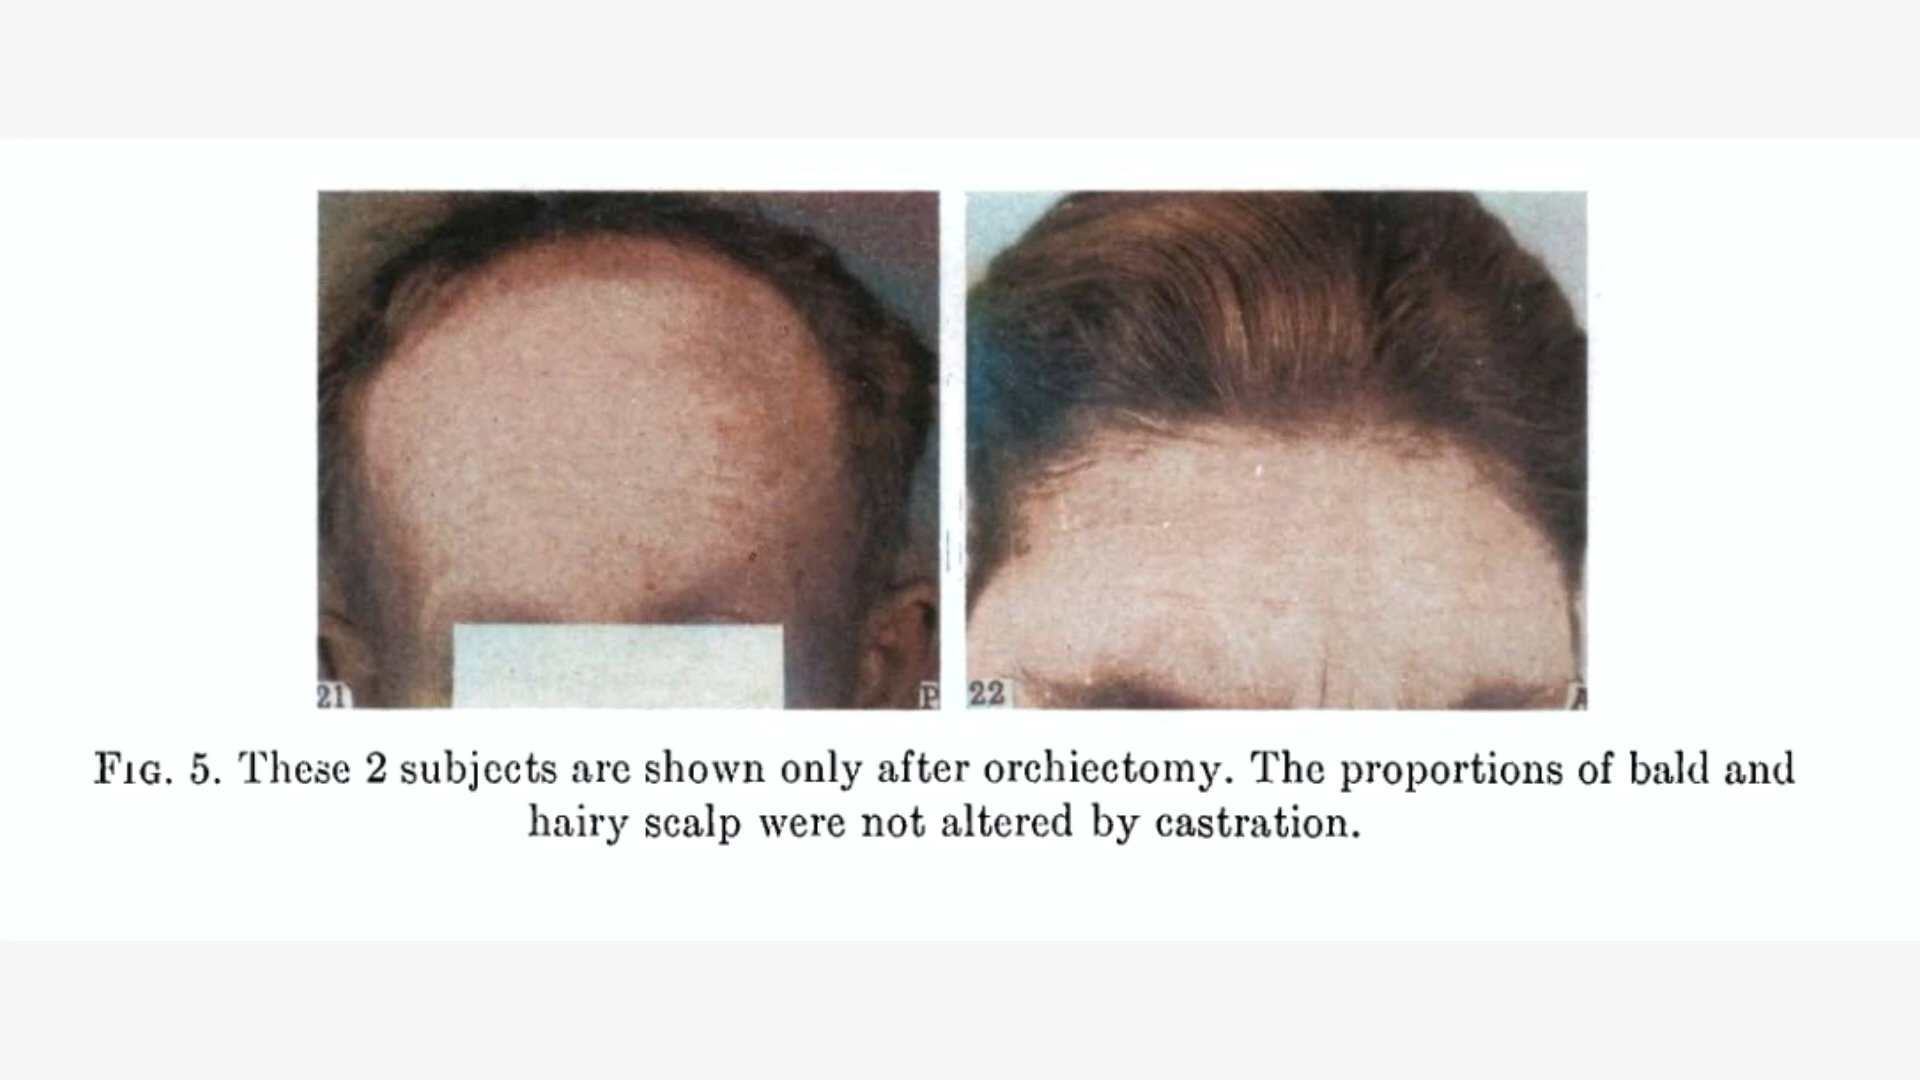 21
P
22
A
FIG. 5. These 2 subjects are shown only after orchiectomy. The proportions of bald and
hairy scalp were not altered by castration.